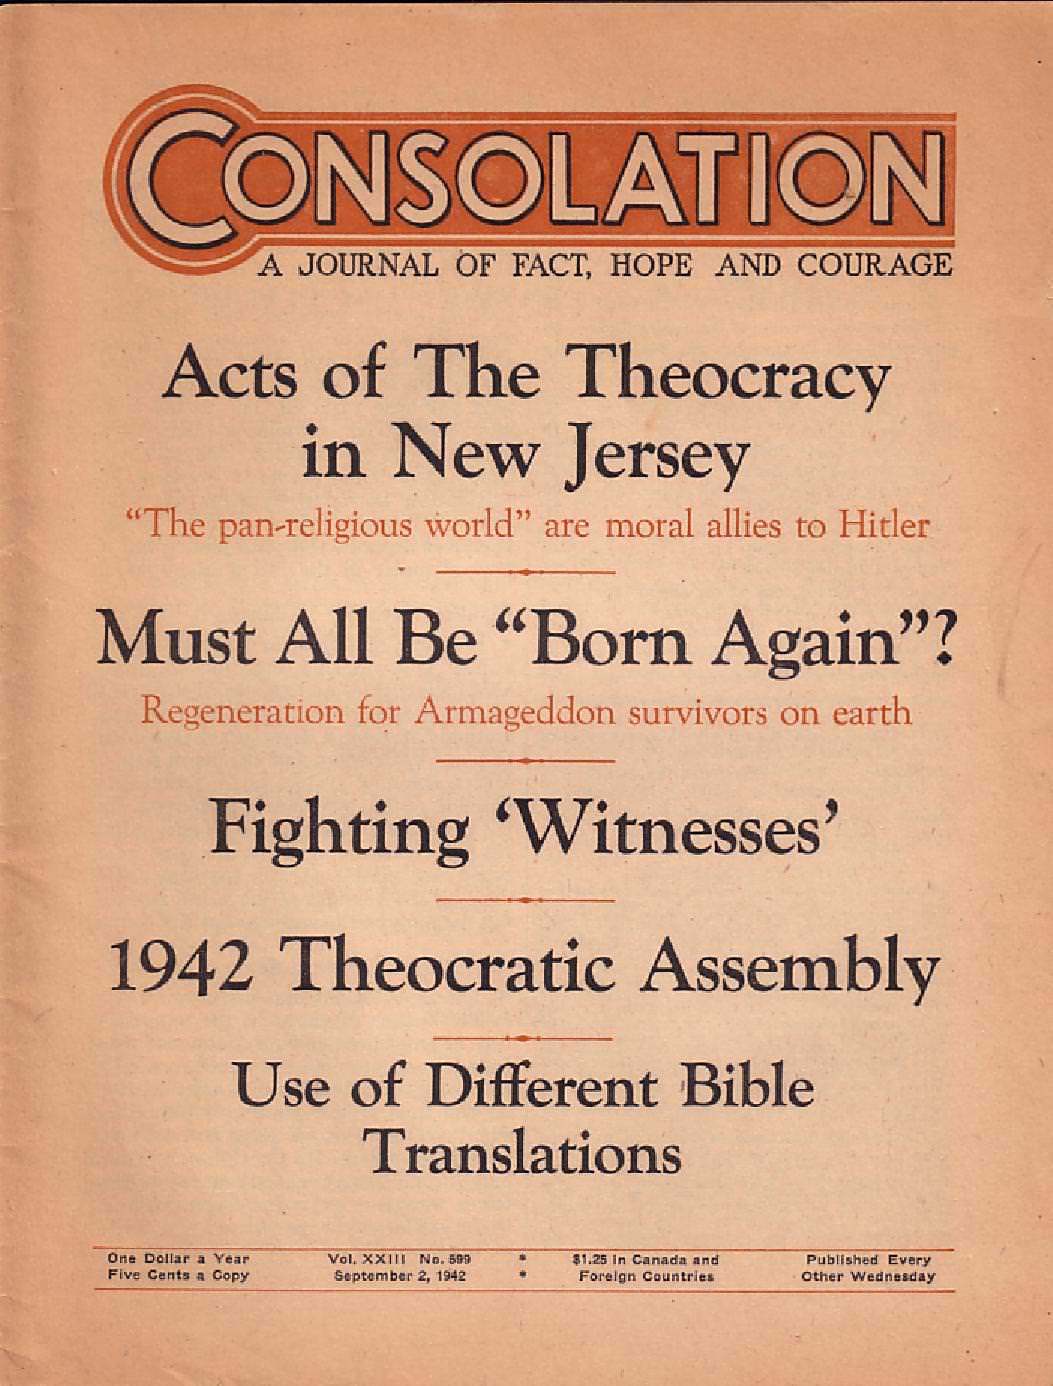 CONSOLATION
A JOURNAL OF FACT, HOPE AND COURAGE
Acts of The Theocracy
in New Jersey
“The pan-religious world” are moral allies to Hitler
Must All Be “Born Again”?
Regeneration for Armageddon survivors on earth
Fighting ‘Witnesses’
1942 Theocratic Assembly
Use of Different Bible
Translations
One Dollar a Year Vol. XXIII No. 599 * $1.25 in Canada and Published Every
Five Cents a Copy September 2, 1942 * Foreign Countries Other Wednesday